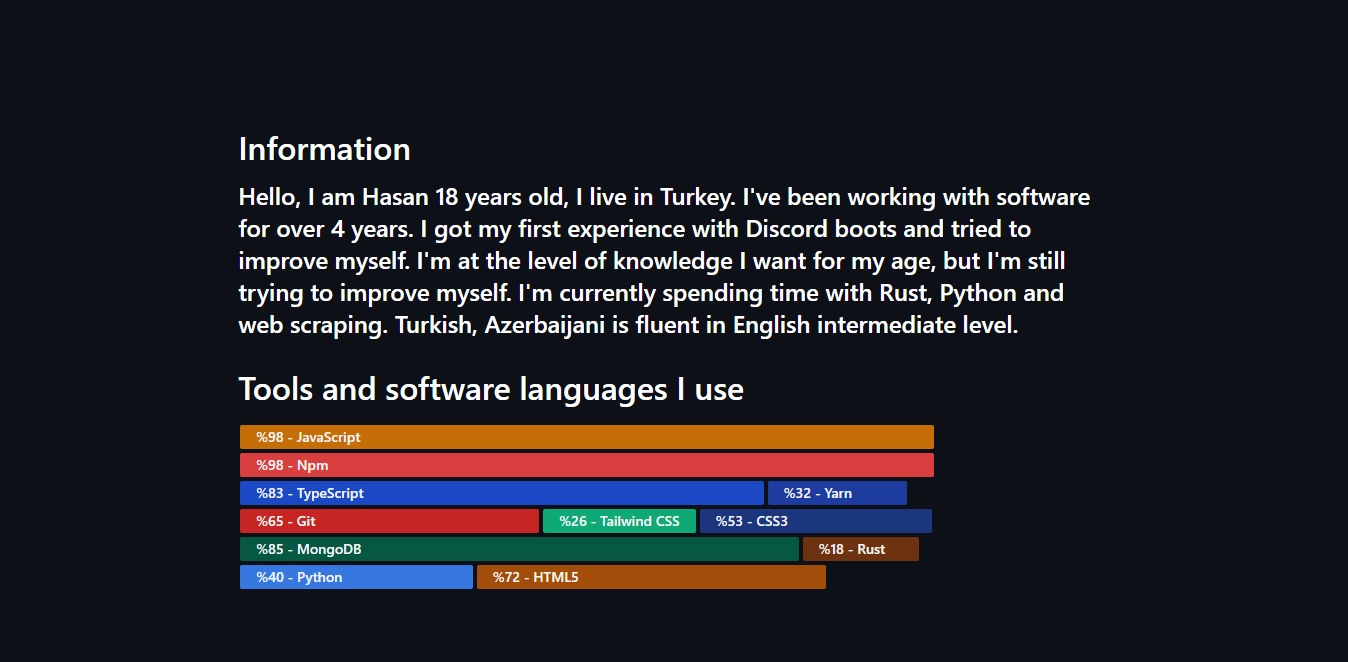 Information
Hello, I am Hasan 18 years old, I live in Turkey. I've been working with software
for over 4 years. I got my first experience with Discord boots and tried to
improve myself. I'm at the level of knowledge I want for my age, but I'm still
trying to improve myself. I'm currently spending time with Rust, Python and
web scraping. Turkish, Azerbaijani is fluent in English intermediate level.
Tools and software languages I use
%98 - JavaScript
%98 - Npm
%83 - TypeScript %32 - Yarn
%65 - Git %26 - Tailwind CSS %53 - CSS3
%85 - MongoDB %18 - Rust
%40 - Python %72 - HTML5